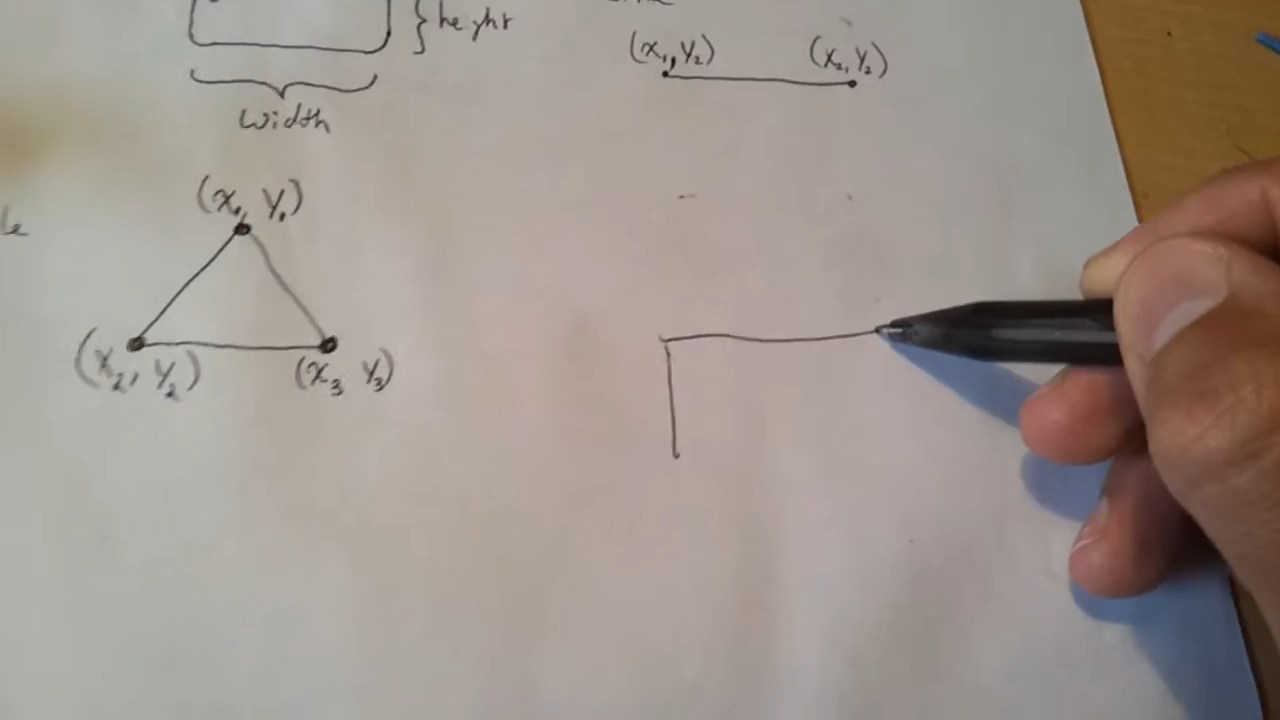 height
(x₁, y₂) (x₂, y₂)
width
(x₁, y₁)
(x₂, y₂) (x₃ y₃)